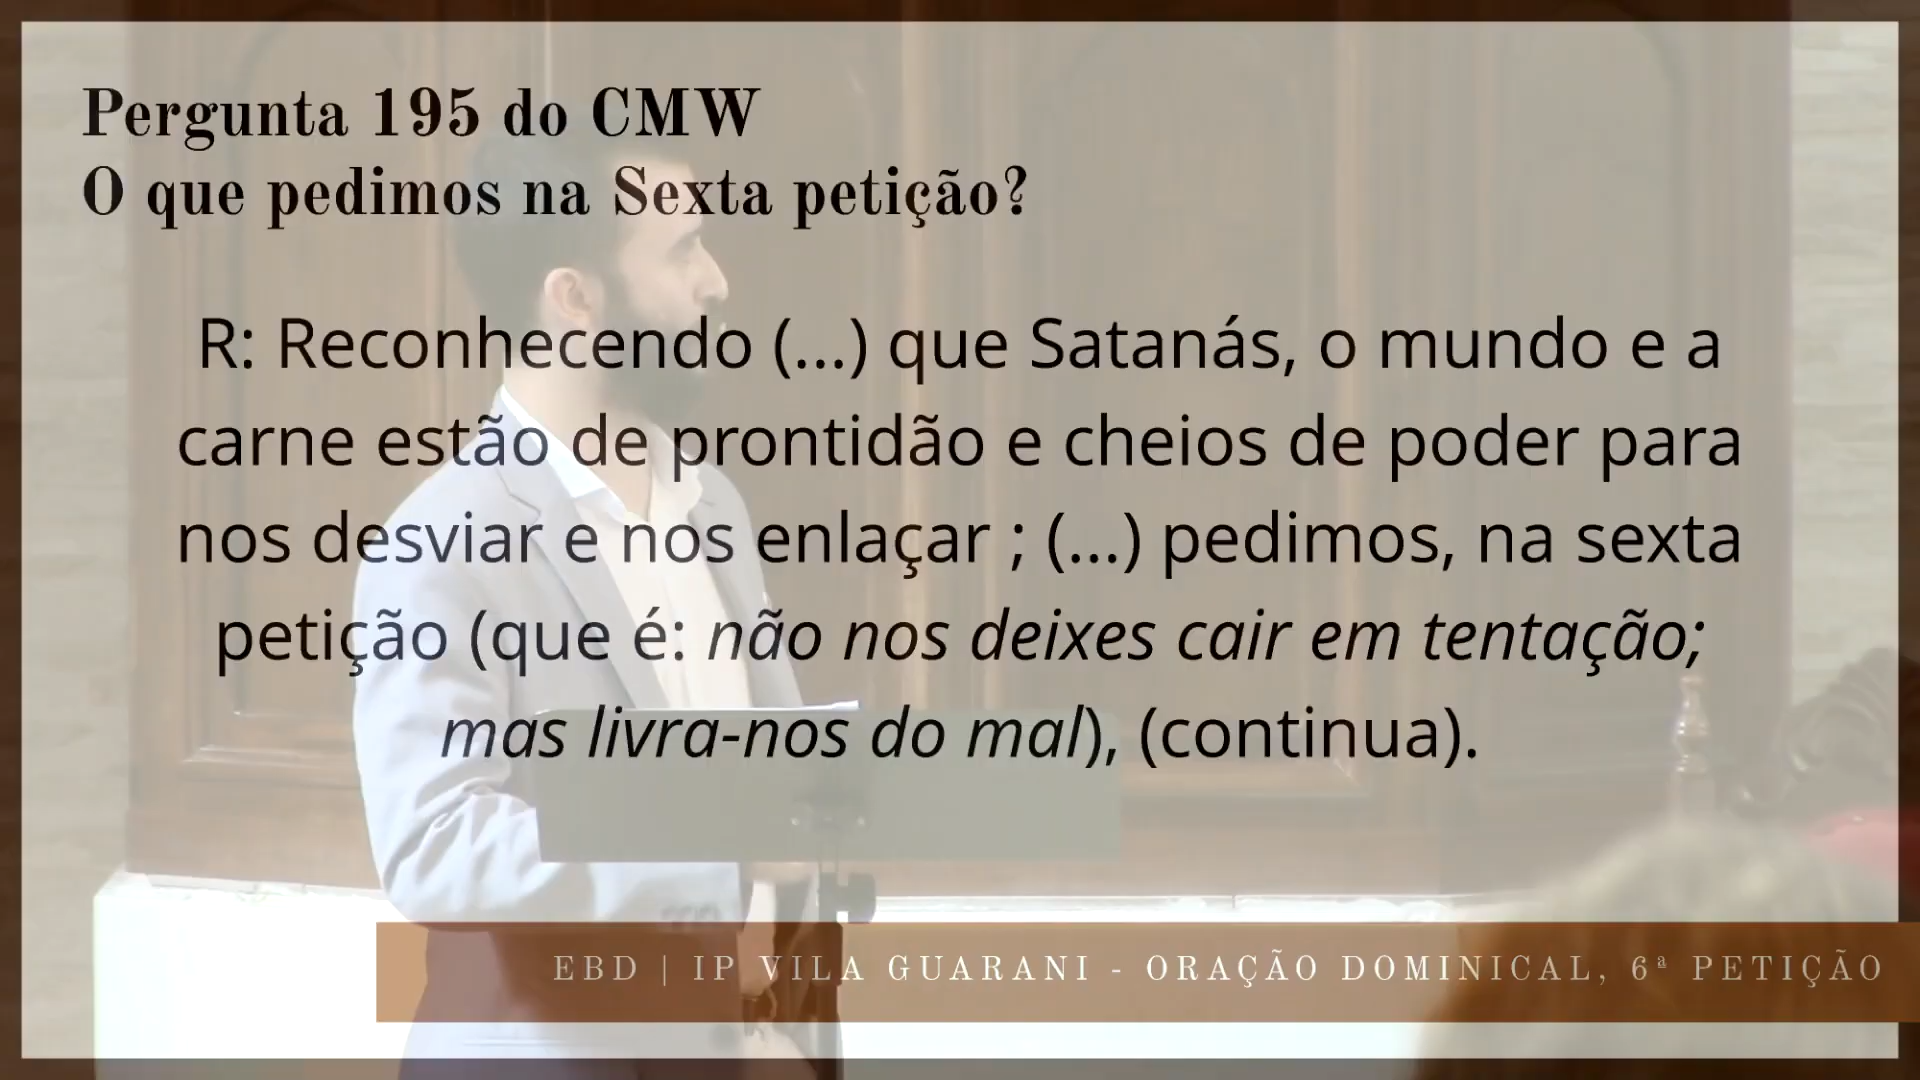 Pergunta 195 do CMW
O que pedimos na Sexta petição?
R: Reconhecendo (...) que Satanás, o mundo e a
carne estão de prontidão e cheios de poder para
nos desviar e nos enlaçar ; (...) pedimos, na sexta
petição (que é: não nos deixes cair em tentação;
mas livra-nos do mal), (continua).
EBD | IP VILA GUARANI - ORAÇÃO DOMINICAL, 6ª PETIÇÃO